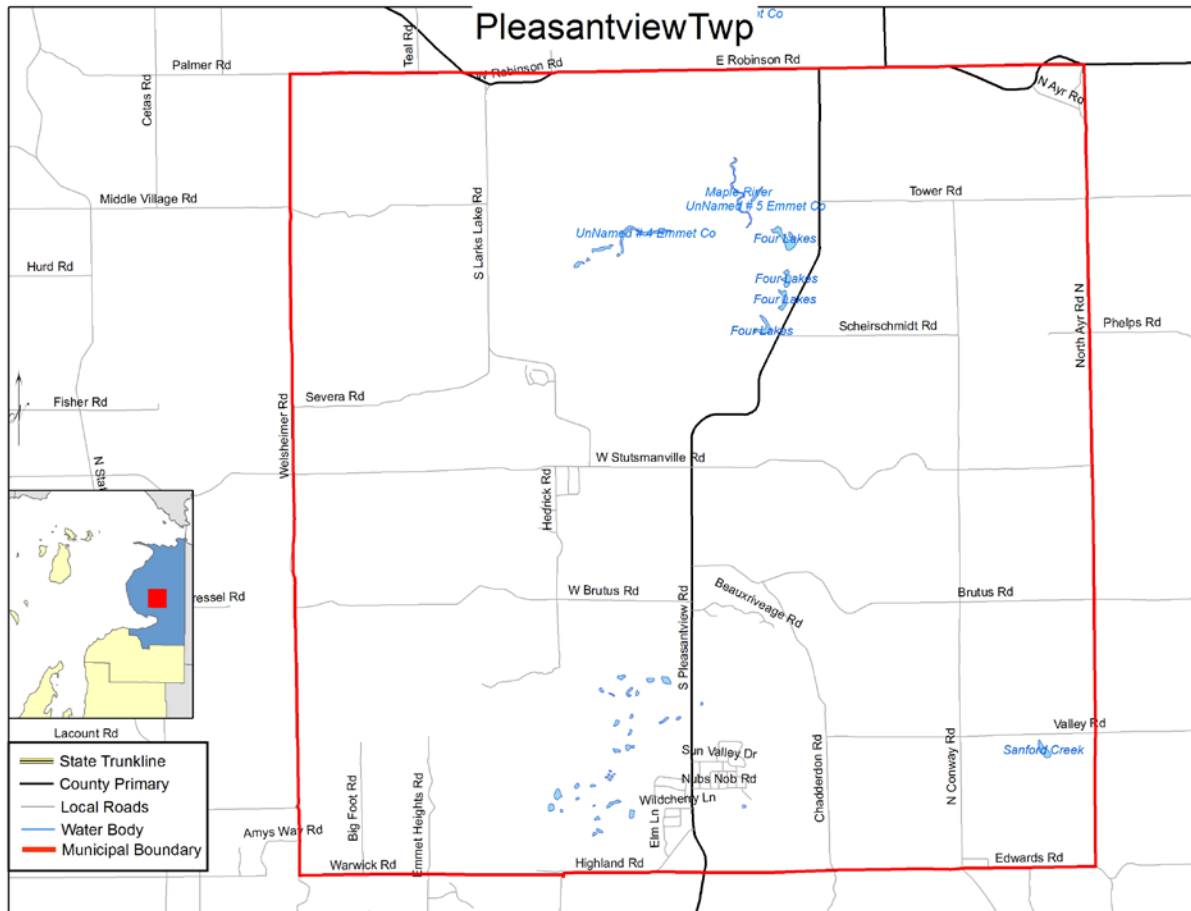 PleasantviewTwp
t Co
Palmer Rd
Teal Rd
W Robinson Rd
E Robinson Rd
N Ayr Rd
Cetas Rd
Middle Village Rd
S Larks Lake Rd
Maple River
UnNamed # 5 Emmet Co
Tower Rd
UnNamed # 4 Emmet Co
Four Lakes
Hurd Rd
Four Lakes
Four Lakes
Four Lakes
Scheirschmidt Rd
North Ayr Rd N
Phelps Rd
Fisher Rd
Severa Rd
Welsheimer Rd
N Stat
W Stutsmanville Rd
Hedrick Rd
ressel Rd
W Brutus Rd
S Pleasantview Rd
Beauxriveage Rd
Brutus Rd
Lacount Rd
Valley Rd
Sanford Creek
Sun Valley Dr
Nubs Nob Rd
Wildcherry Ln
Elm Ln
Chadderdon Rd
N Conway Rd
Big Foot Rd
Emmet Heights Rd
Amys Way Rd
Warwick Rd
Highland Rd
Edwards Rd
State Trunkline
County Primary
Local Roads
Water Body
Municipal Boundary